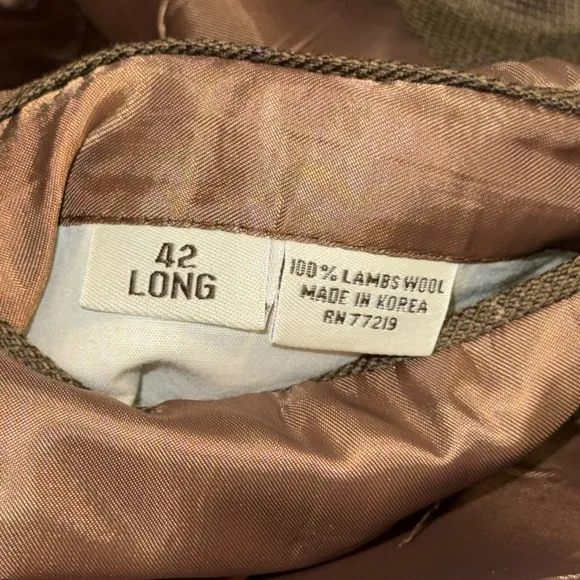 42
LONG
100% LAMBS WOOL
MADE IN KOREA
RN 77219